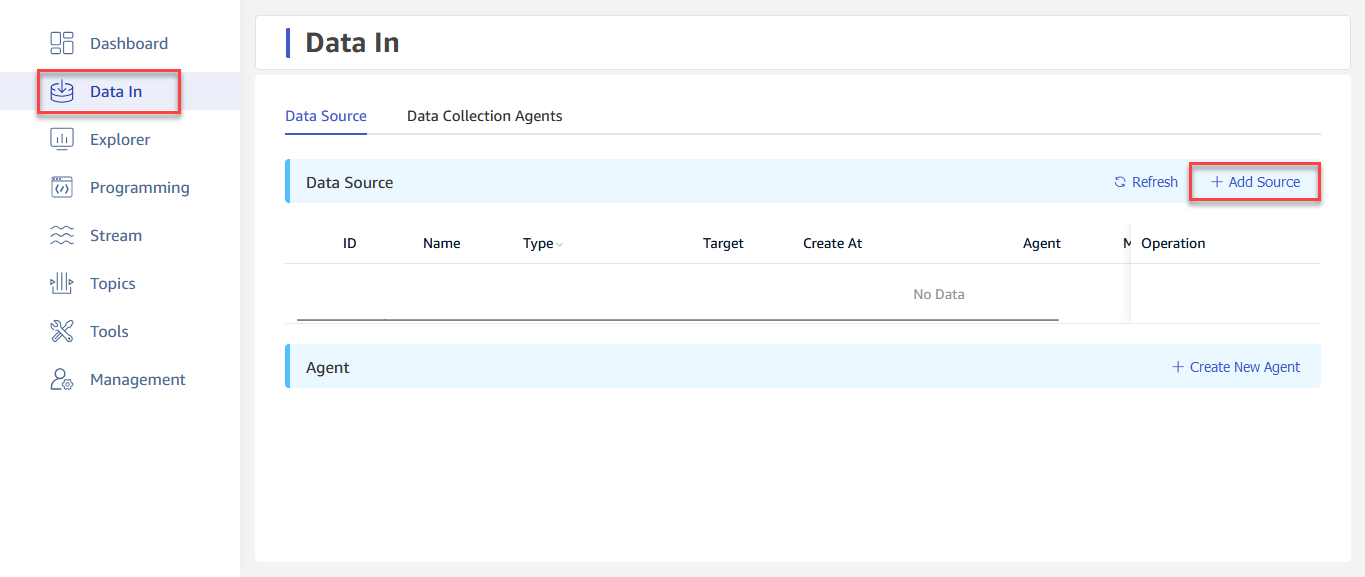 Dashboard
Data In
Explorer
Programming
Stream
Topics
Tools
Management
Data In
Data Source
Data Collection Agents
Data Source
Refresh
+ Add Source
ID Name Type Target Create At Agent Operation
No Data
Agent
+ Create New Agent